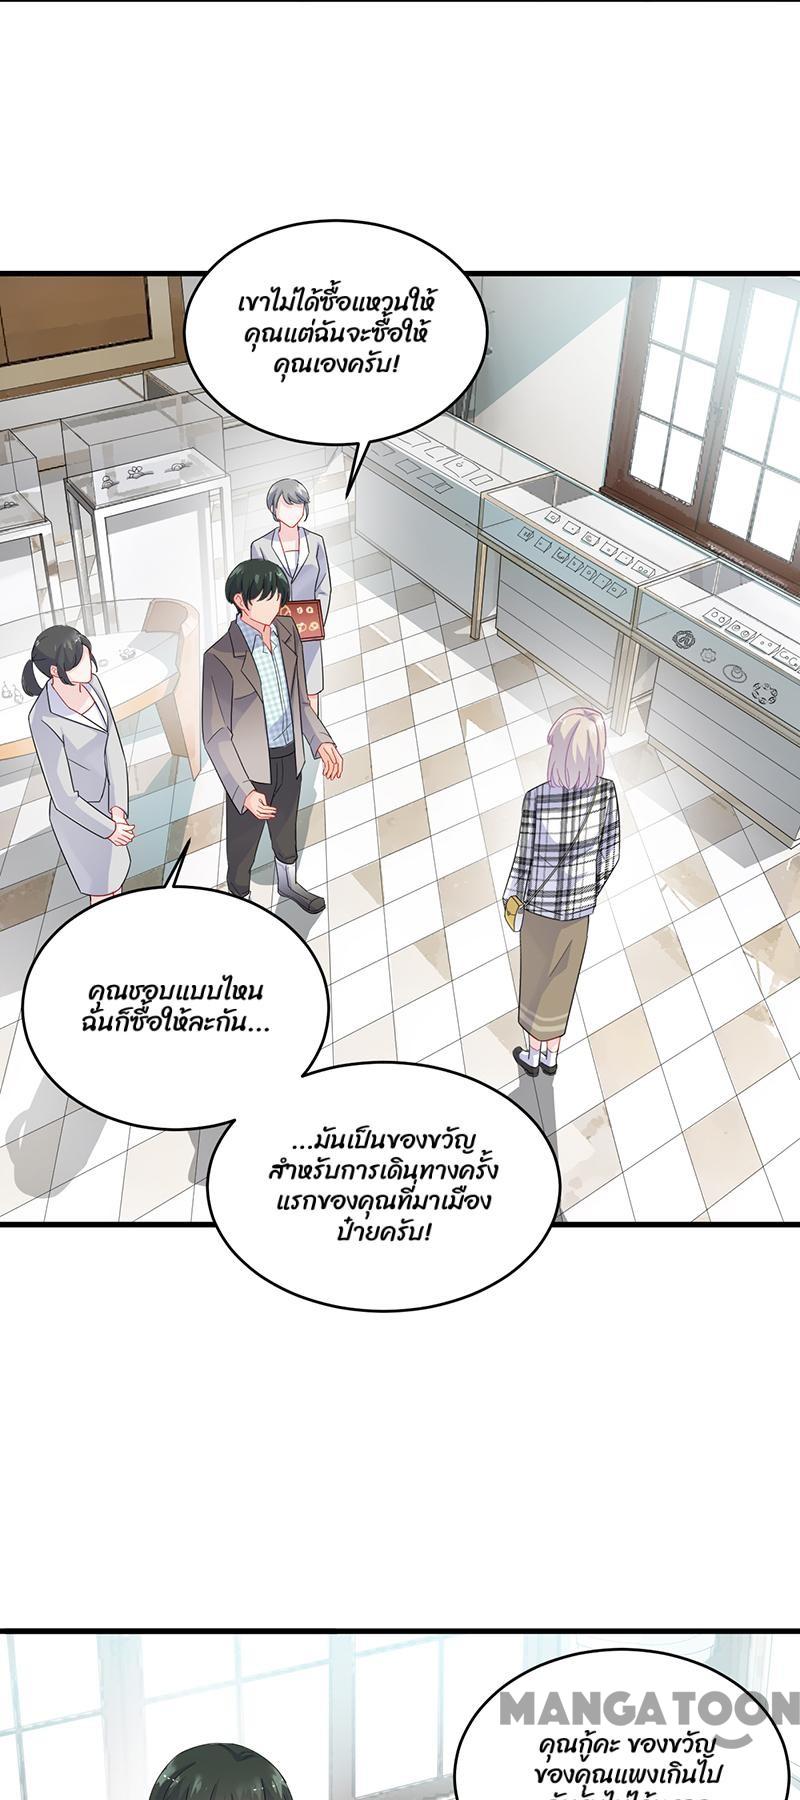 เขาไม่ได้ซื้อแหวนให้
คุณแต่ฉันจะซื้อให้
คุณเองครับ!
คุณชอบแบบไหน
ฉันก็ซื้อให้ละกัน...
...มันเป็นของขวัญ
สำหรับการเดินทางครั้ง
แรกของคุณที่มาเมือง
ป๋ายครับ!
MANGATOON
คุณกู้คะ ของขวัญ
ของคุณแพงเกินไป